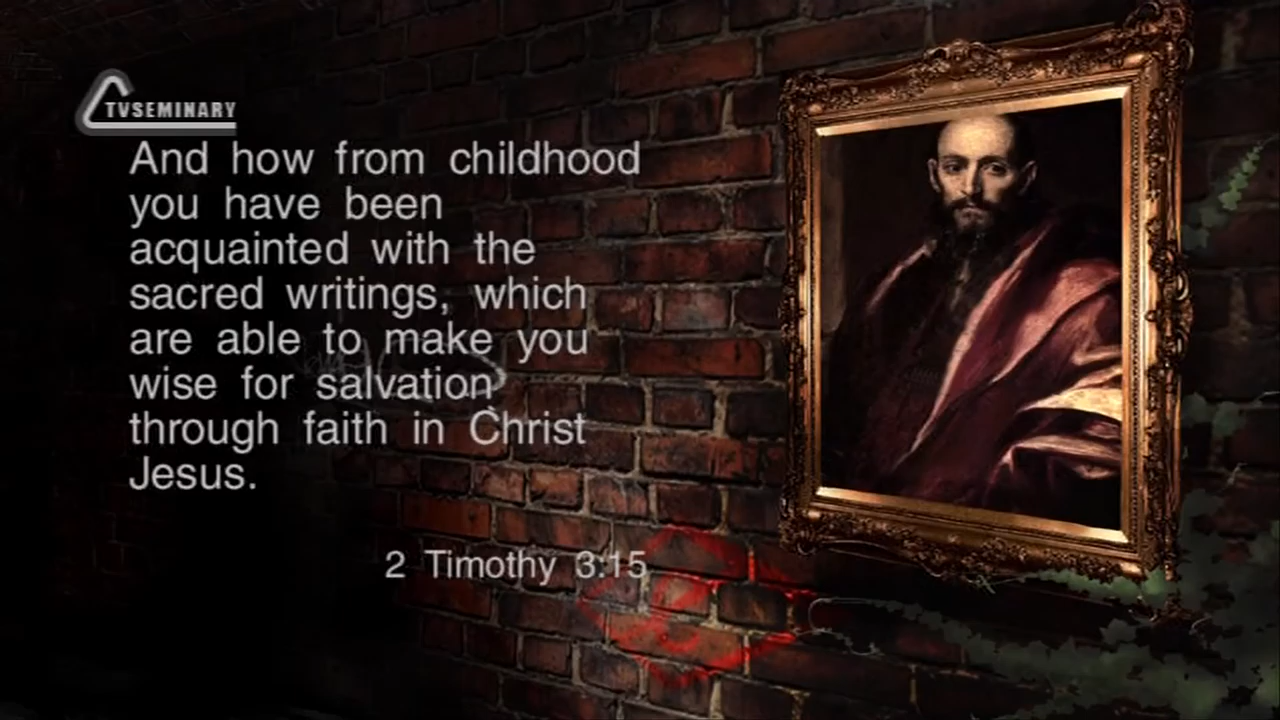 TVSEMINARY
And how from childhood
you have been
acquainted with the
sacred writings, which
are able to make you
wise for salvation
through faith in Christ
Jesus.
2 Timothy 3:15